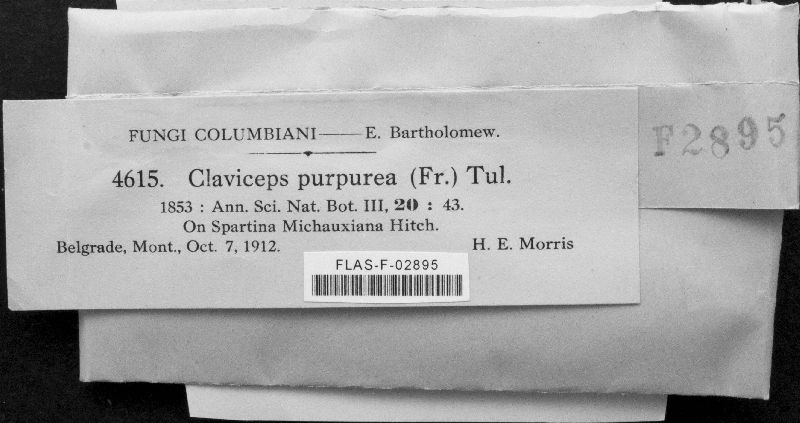 FUNGI COLUMBIANI—E. Bartholomew.
4615. Claviceps purpurea (Fr.) Tul.
1853 : Ann. Sci. Nat. Bot. III, 20 : 43.
On Spartina Michauxiana Hitch.
Belgrade, Mont., Oct. 7, 1912. H. E. Morris
FLAS-F-02895
F2895